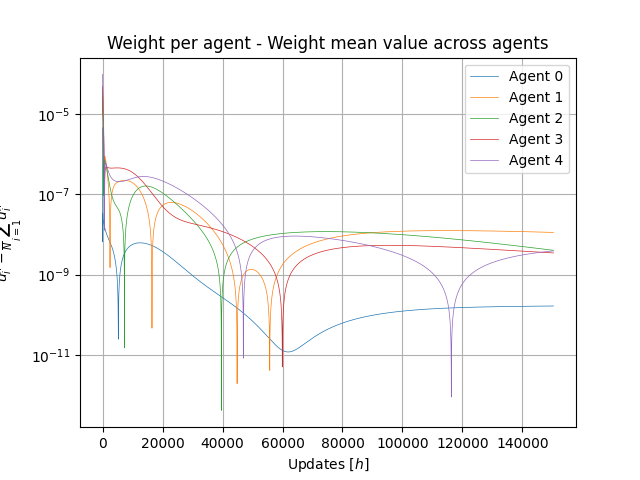 Weight per agent - Weight mean value across agents
Agent 0
Agent 1
Agent 2
Agent 3
Agent 4
10⁻⁵
10⁻⁷
10⁻⁹
10⁻¹¹
0
20000
40000
60000
80000
100000
120000
140000
Updates [h]